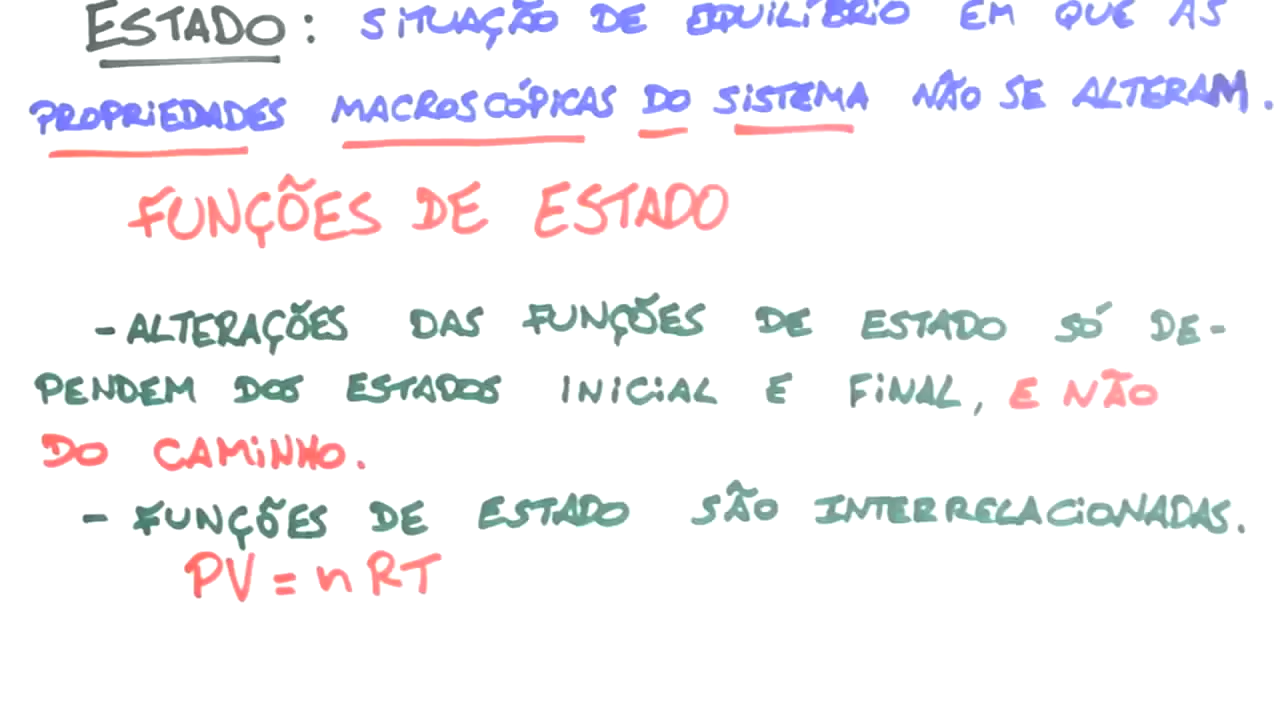 ESTADO: SITUAÇÃO DE EQUILÍBRIO EM QUE AS
PROPRIEDADES MACROSCÓPICAS DO SISTEMA NÃO SE ALTERAM.
FUNÇÕES DE ESTADO
- ALTERAÇÕES DAS FUNÇÕES DE ESTADO SÓ DE-
PENDEM DOS ESTADOS INICIAL E FINAL, E NÃO
DO CAMINHO.
- FUNÇÕES DE ESTADO SÃO INTERRELACIONADAS.
PV = nRT